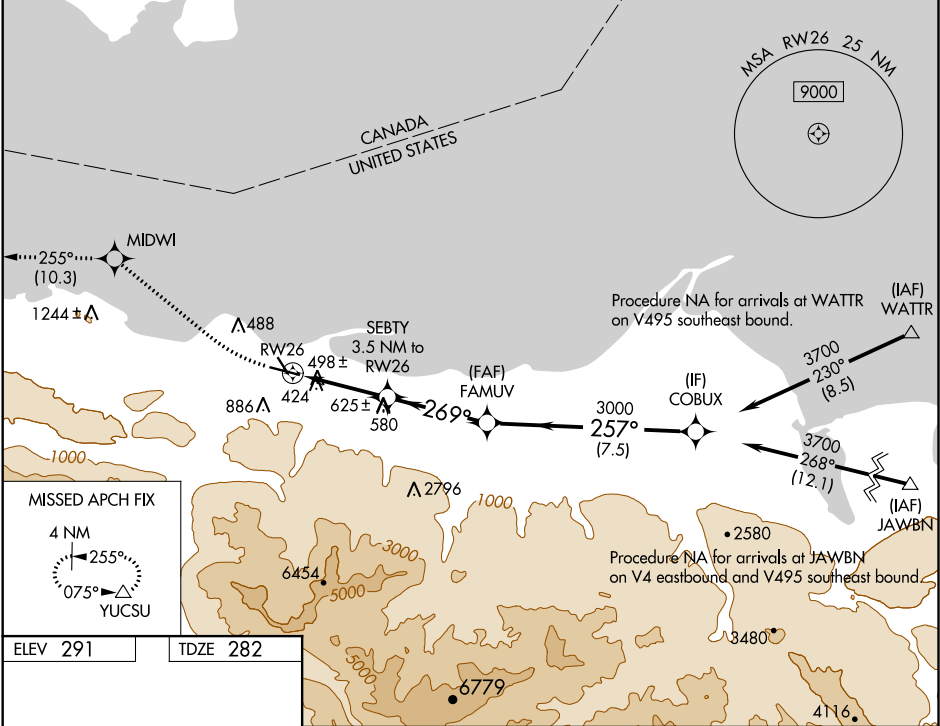 MSA RW26 25 NM
9000
CANADA
UNITED STATES
MIDWI
255°
(10.3)
1244 ±
488
RW26
498 ±
424
886
SEBTY
3.5 NM to
RW26
625 ±
580
269°
(FAF)
FAMUV
3000
257°
(7.5)
(IF)
COBUX
Procedure NA for arrivals at WATTR
on V495 southeast bound.
(IAF)
WATTR
3700
230°
(8.5)
3700
268°
(12.1)
(IAF)
JAWBN
Procedure NA for arrivals at JAWBN
on V4 eastbound and V495 southeast bound.
1000
2796
1000
2580
3000
6454
5000
3480
5000
6779
4116
MISSED APCH FIX
4 NM
255°
075°
YUCSU
ELEV 291
TDZE 282